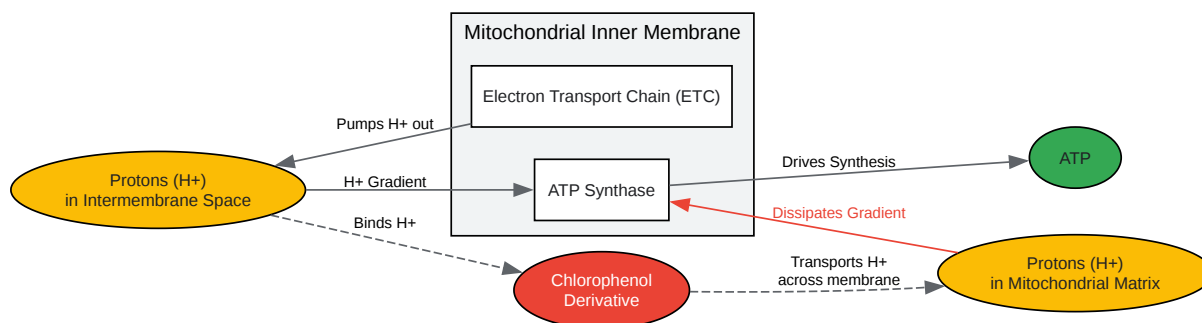 Mitochondrial Inner Membrane
Electron Transport Chain (ETC)
Pumps H+ out
Protons (H+)
in Intermembrane Space
H+ Gradient
ATP Synthase
Drives Synthesis
ATP
Binds H+
Dissipates Gradient
Chlorophenol
Derivative
Transports H+
across membrane
Protons (H+)
in Mitochondrial Matrix